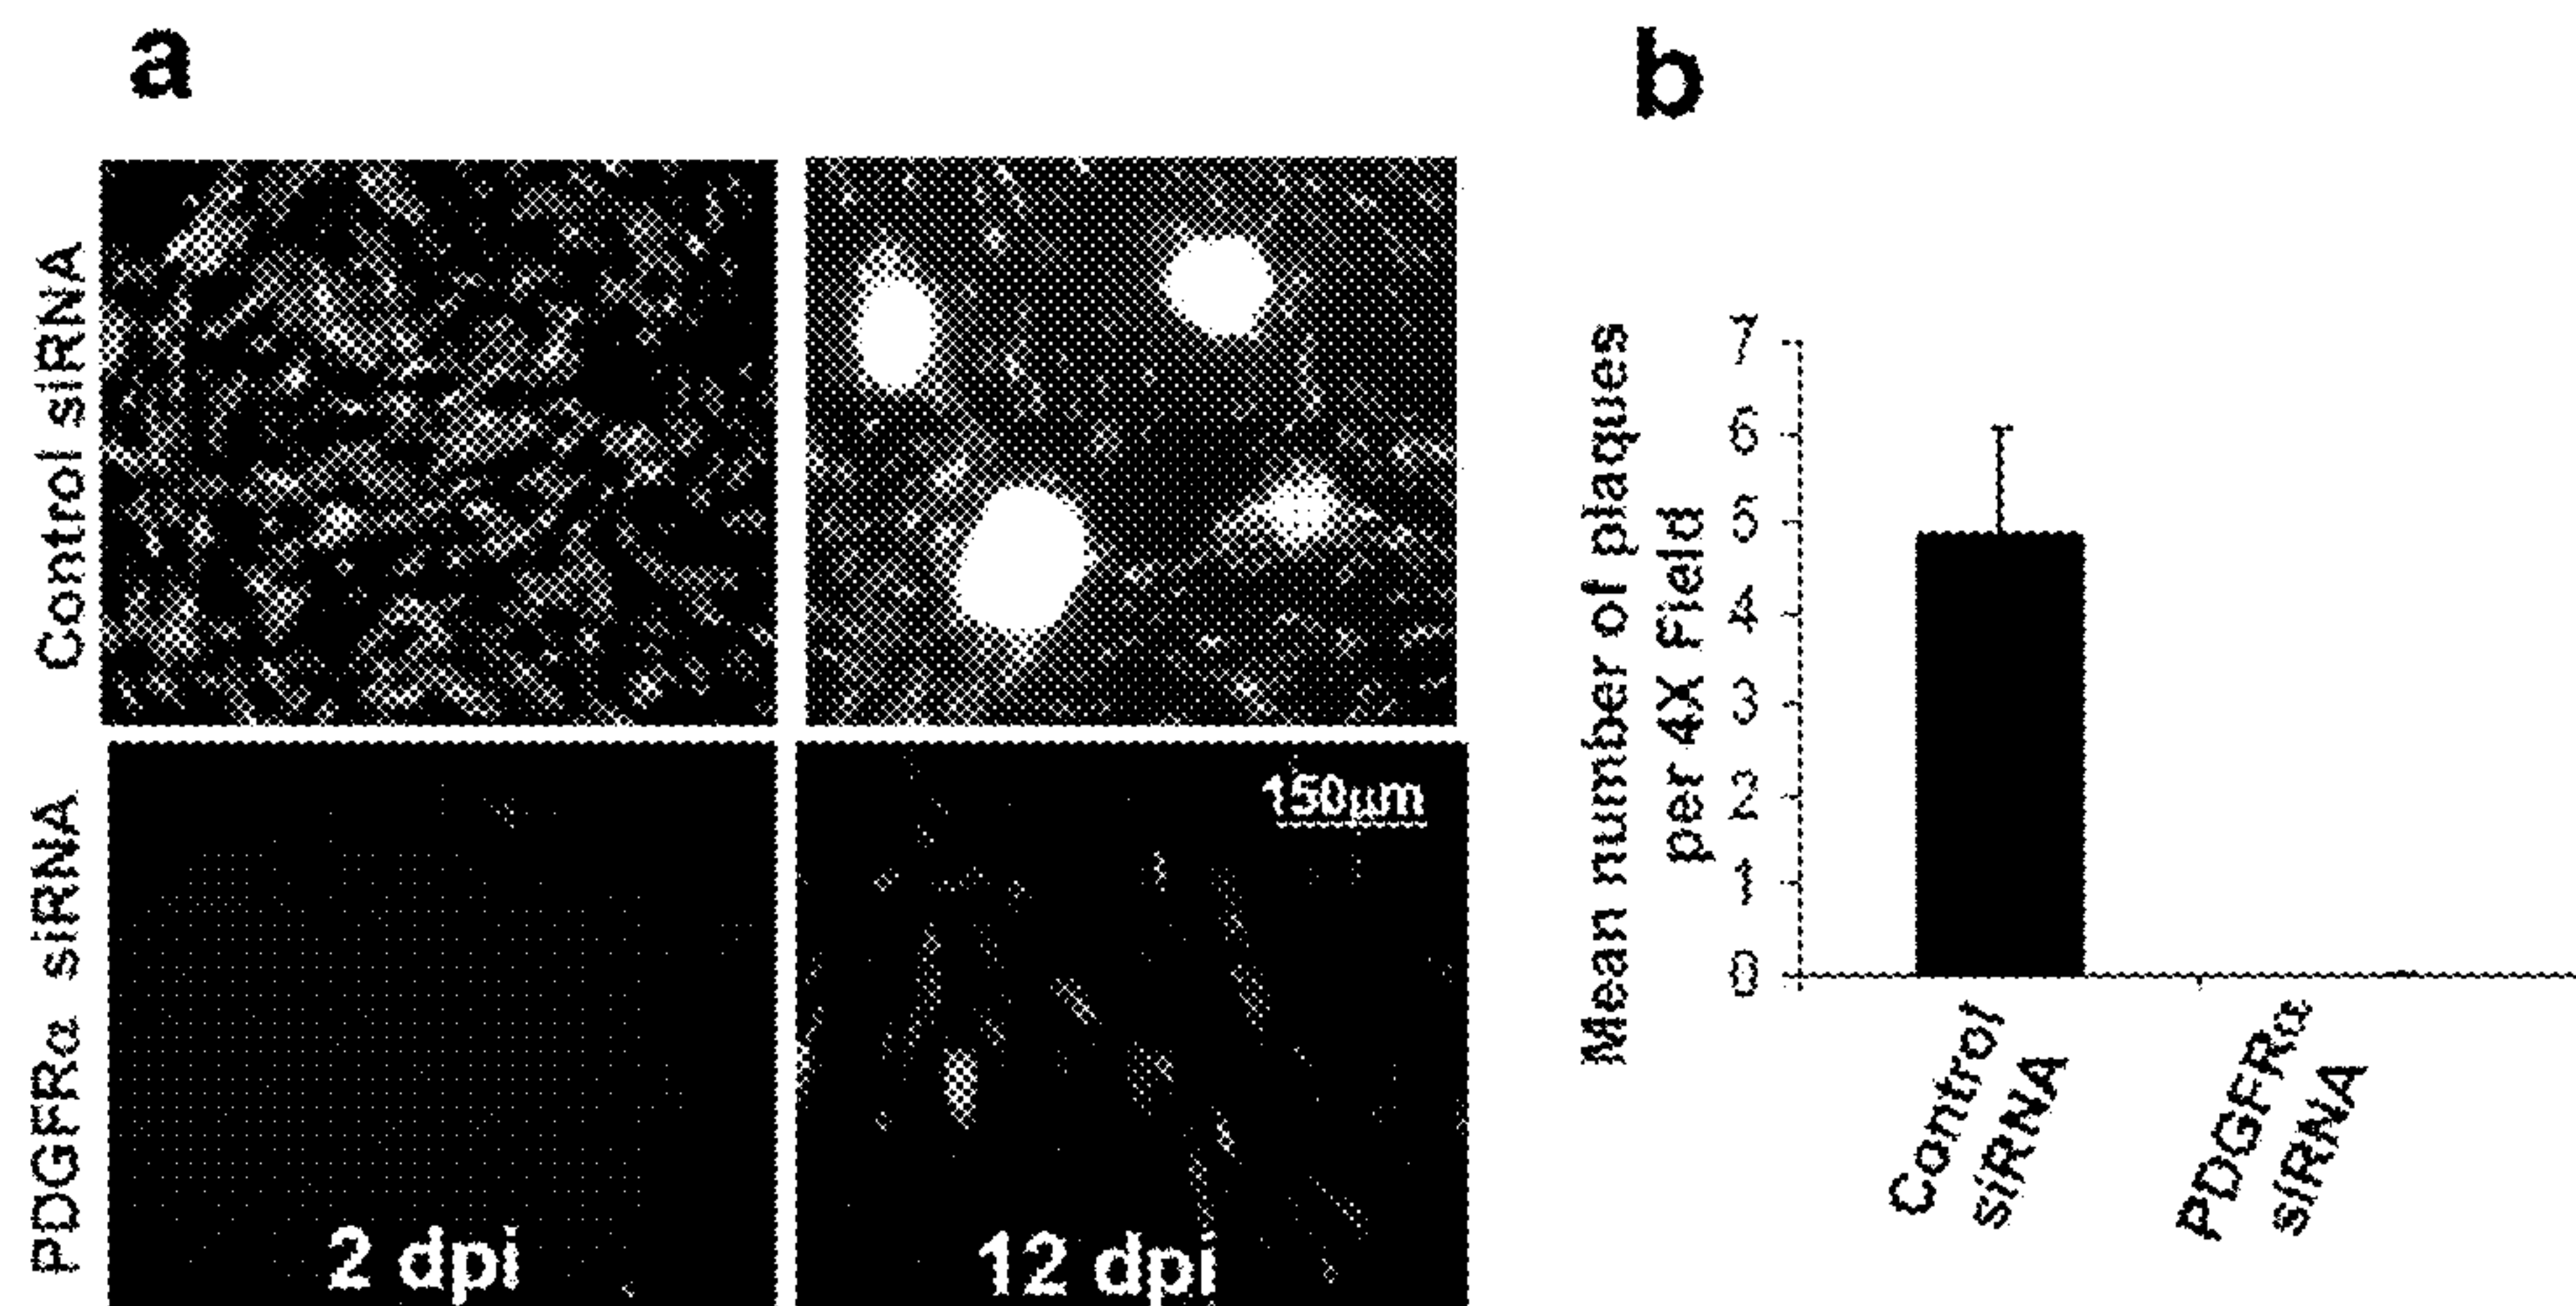 a
Control siRNA
PDGFRα siRNA
2 dpi
150µm
12 dpi
b
Mean number of plaques
per 4X Field
7
6
5
4
3
2
1
0
Control
siRNA
PDGFRα
siRNA